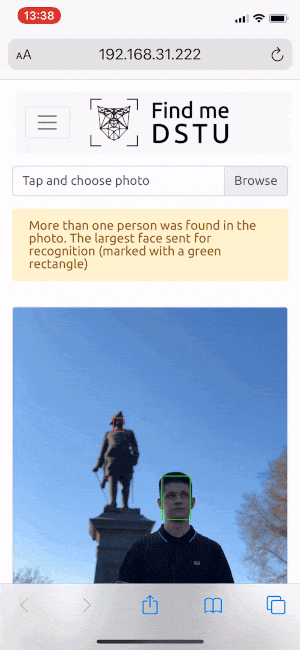 13:38
AA 192.168.31.222
Find me
DSTU
Tap and choose photo Browse
More than one person was found in the
photo. The largest face sent for
recognition (marked with a green
rectangle)